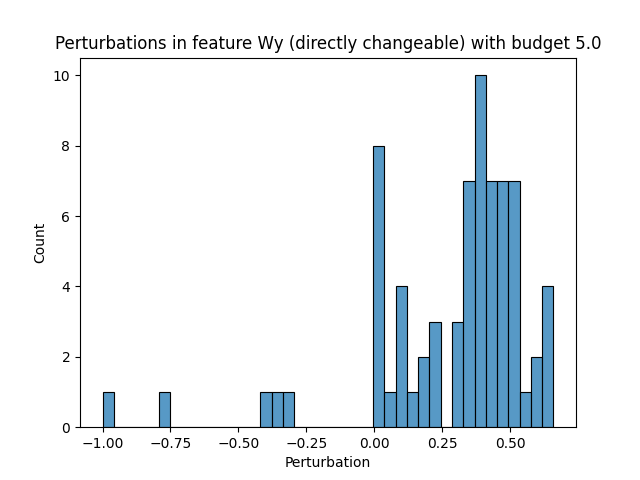 Perturbations in feature Wy (directly changeable) with budget 5.0
10
8
6
4
2
0
Count
−1.00 −0.75 −0.50 −0.25 0.00 0.25 0.50
Perturbation